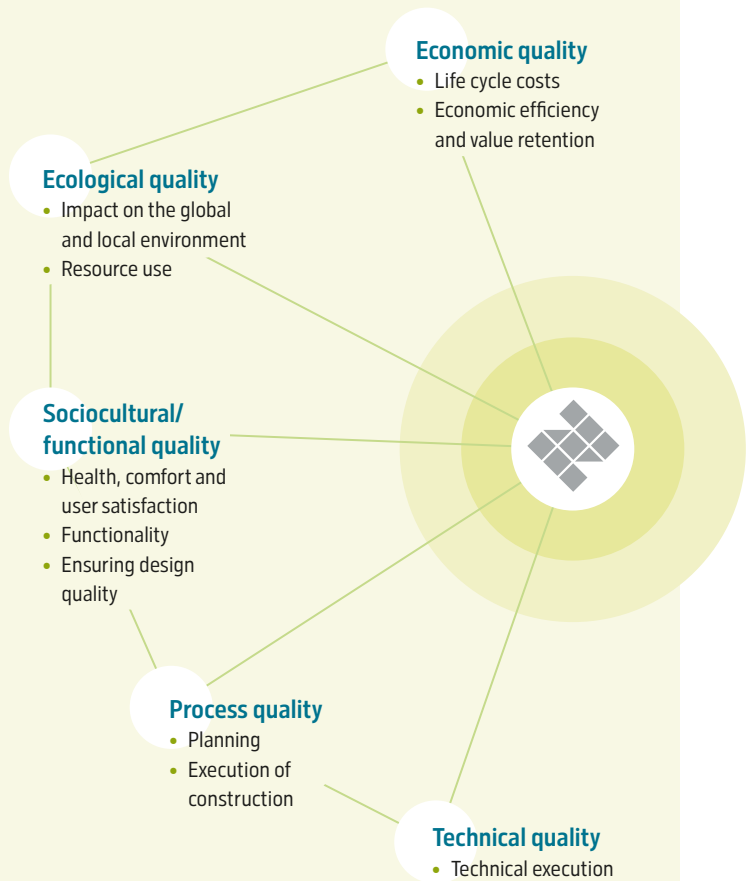 Economic quality
• Life cycle costs
• Economic efficiency
and value retention
Ecological quality
• Impact on the global
and local environment
• Resource use
Sociocultural/
functional quality
• Health, comfort and
user satisfaction
• Functionality
• Ensuring design
quality
Process quality
• Planning
• Execution of
construction
Technical quality
• Technical execution